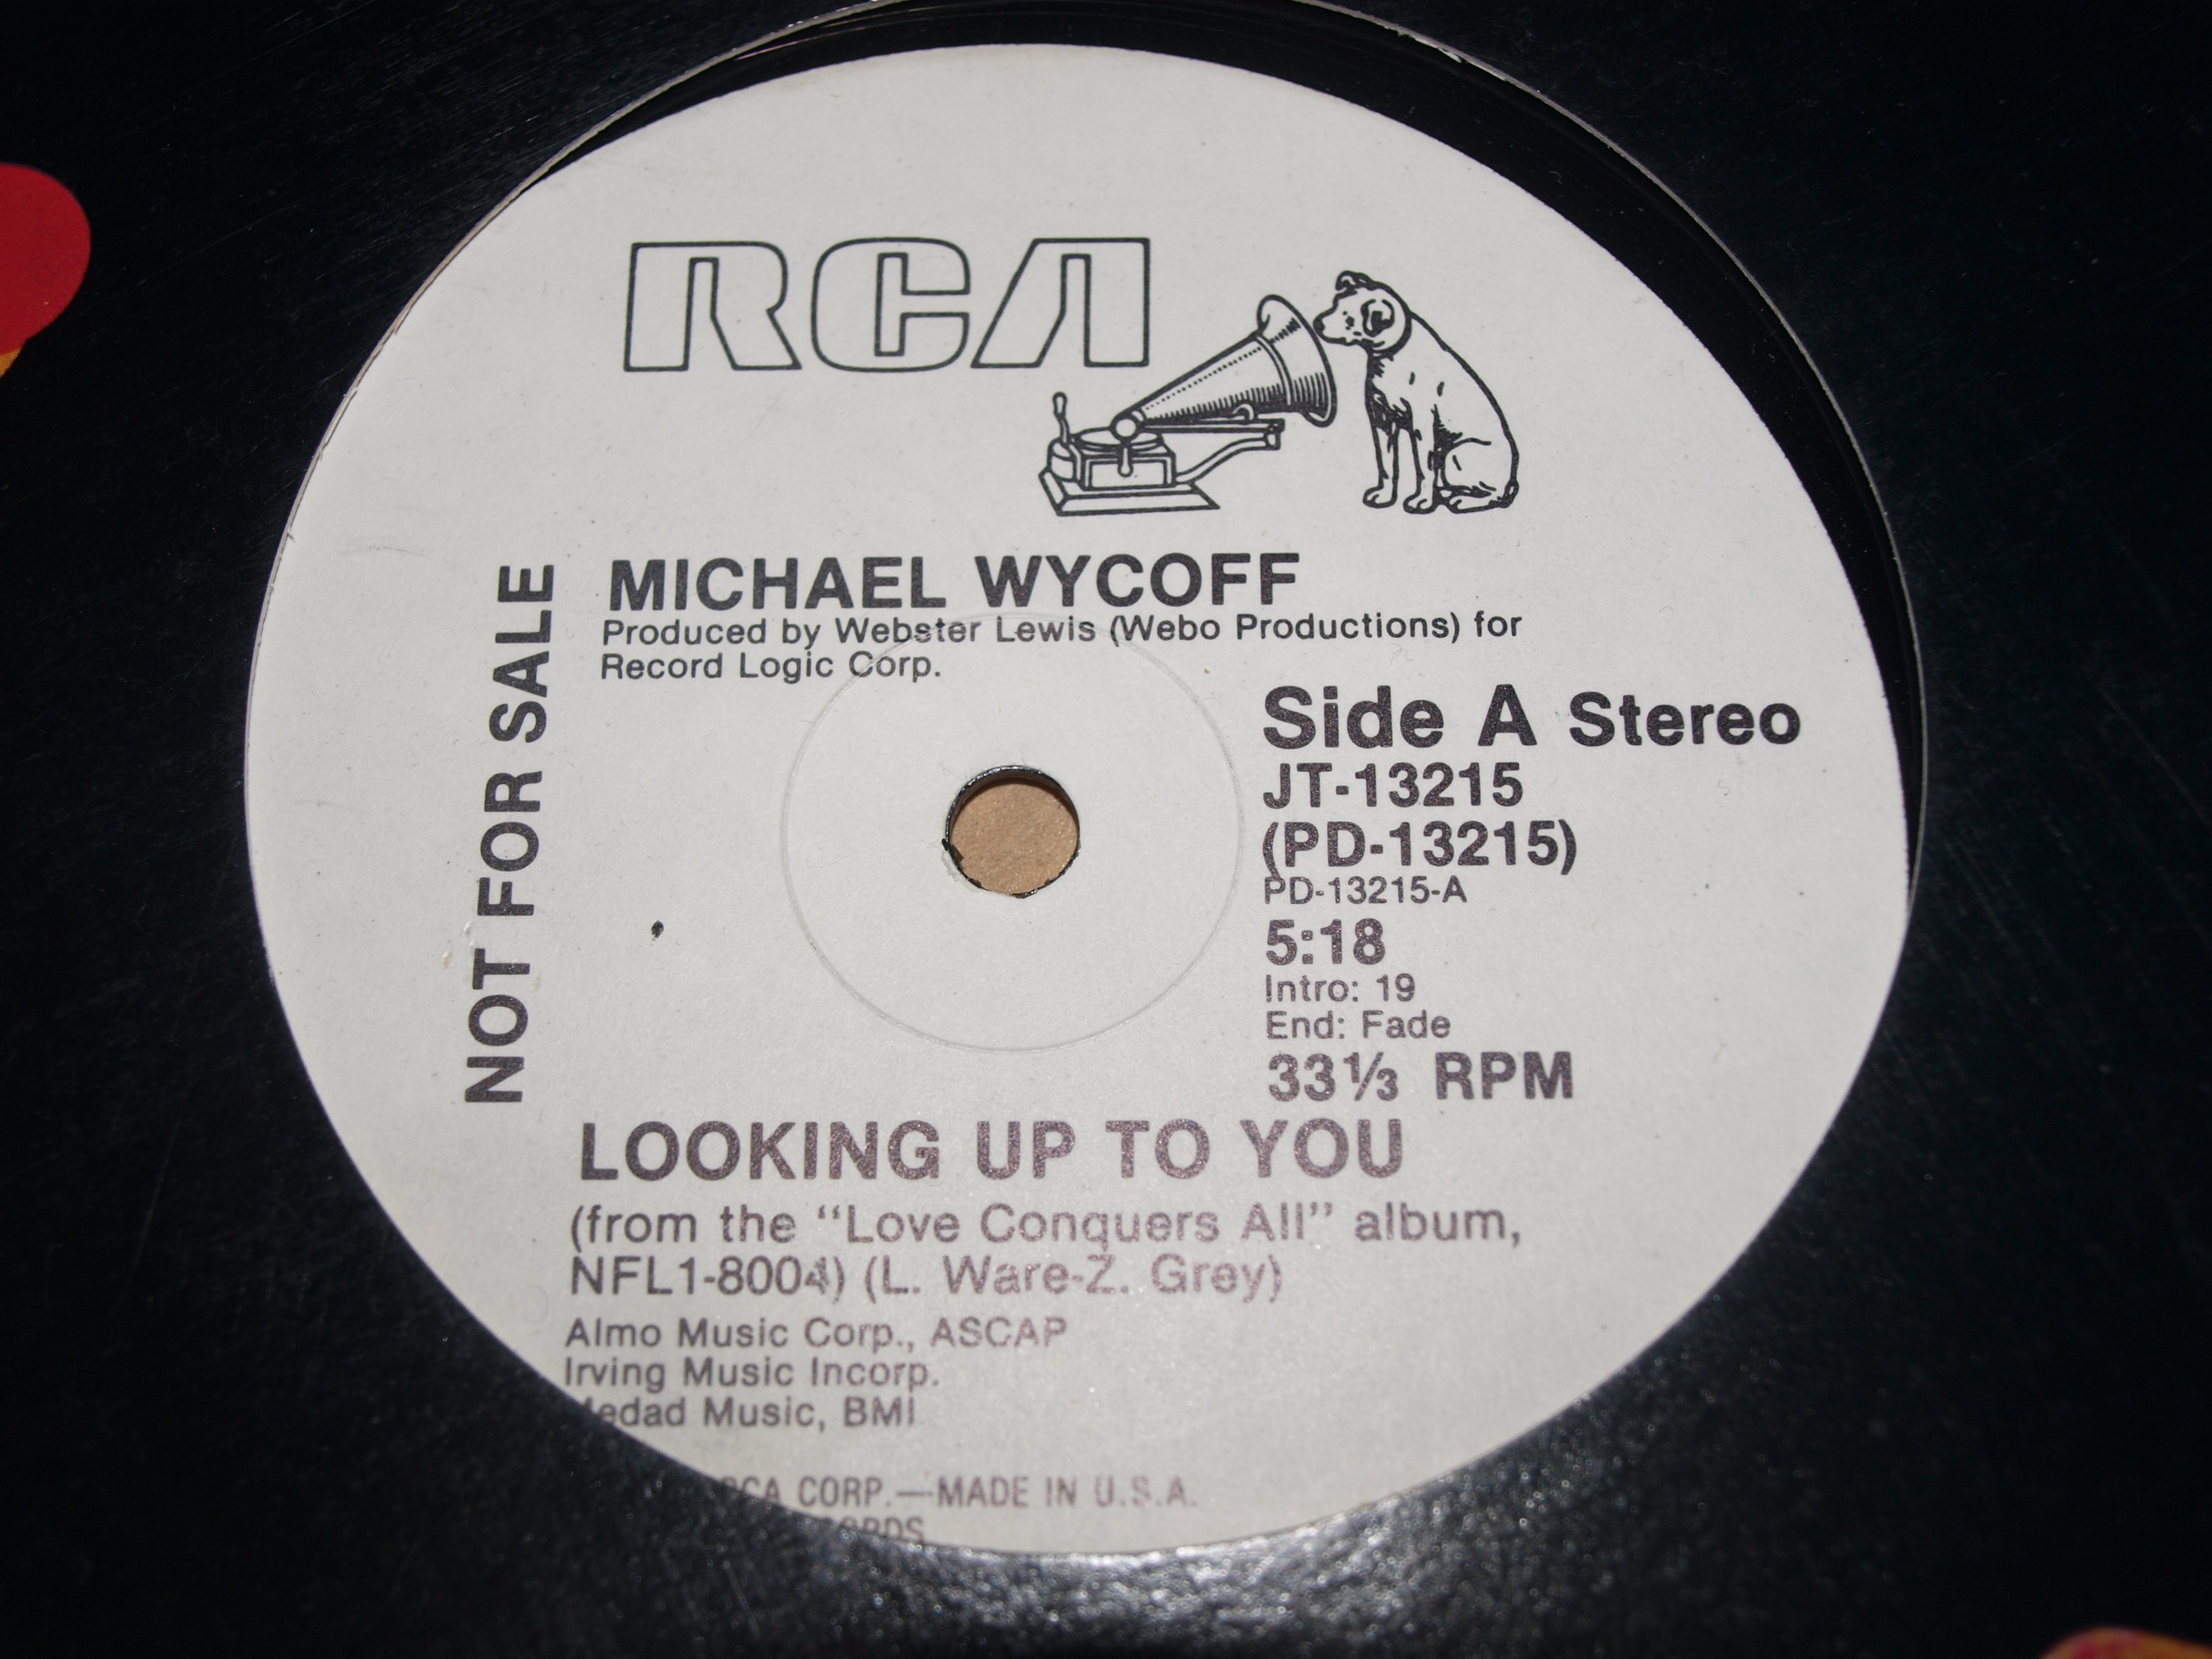 RCA
NOT FOR SALE
MICHAEL WYCOFF
Produced by Webster Lewis (Webo Productions) for
Record Logic Corp.
Side A Stereo
JT-13215
(PD-13215)
PD-13215-A
5:18
Intro: 19
End: Fade
33⅓ RPM
LOOKING UP TO YOU
(from the “Love Conquers All” album,
NFL1-8004) (L. Ware-Z. Grey)
Almo Music Corp., ASCAP
Irving Music Incorp.
Music, BMI
RCA CORP.—MADE IN U.S.A.